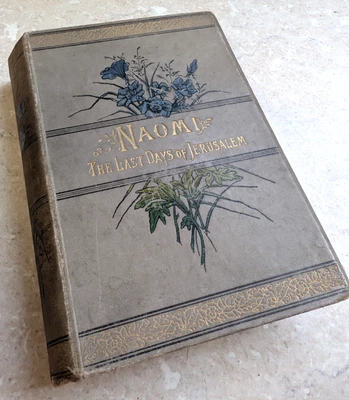 NAOMI
THE LAST DAYS OF JERUSALEM